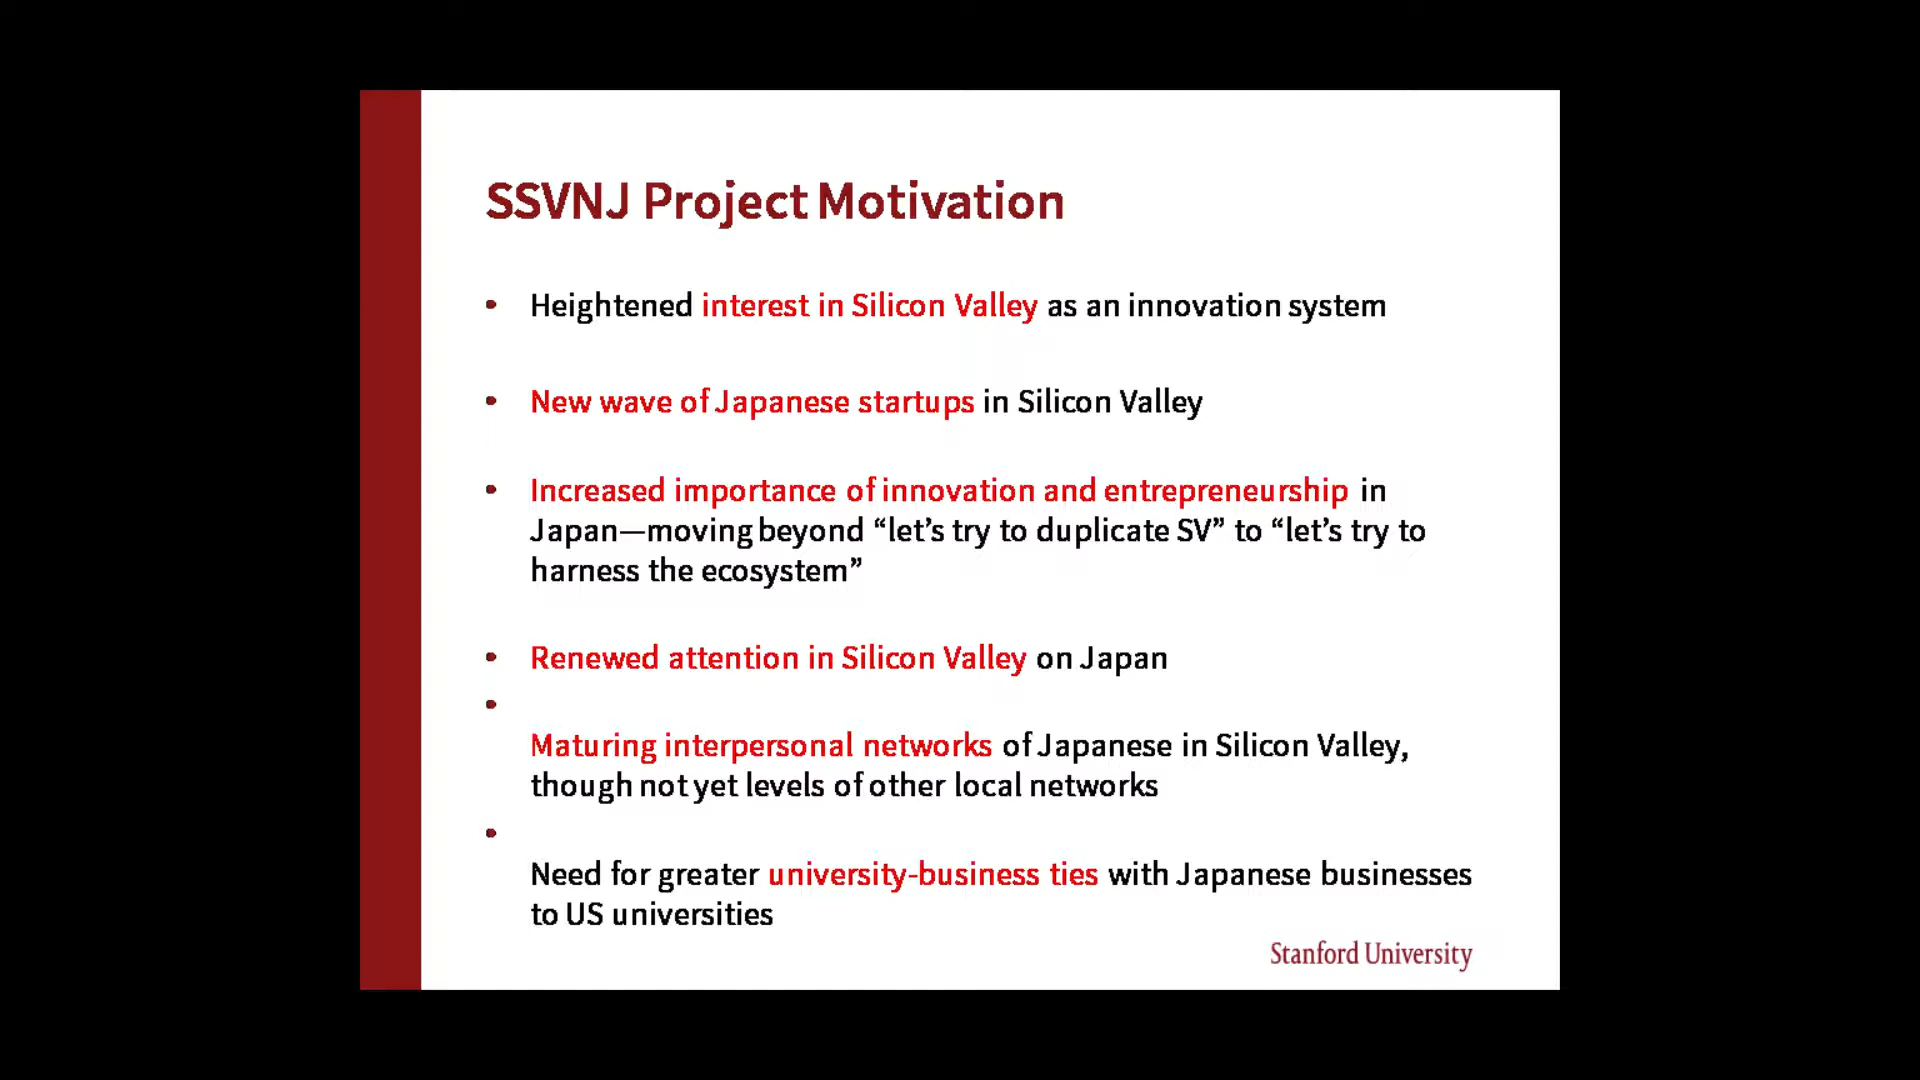 SSVNJ Project Motivation
• Heightened interest in Silicon Valley as an innovation system
• New wave of Japanese startups in Silicon Valley
• Increased importance of innovation and entrepreneurship in
Japan—moving beyond “let’s try to duplicate SV” to “let’s try to
harness the ecosystem”
• Renewed attention in Silicon Valley on Japan
•
Maturing interpersonal networks of Japanese in Silicon Valley,
though not yet levels of other local networks
•
Need for greater university-business ties with Japanese businesses
to US universities
Stanford University